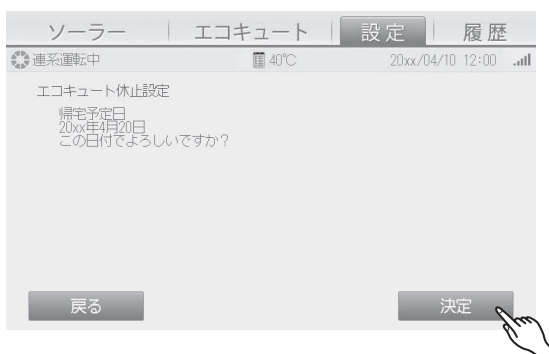 ソーラー エコキュート 設定 履歴
連系運転中 40℃ 20xx/04/10 12:00
エコキュート休止設定
帰宅予定日
20xx年4月20日
この日付でよろしいですか？
戻る 決定